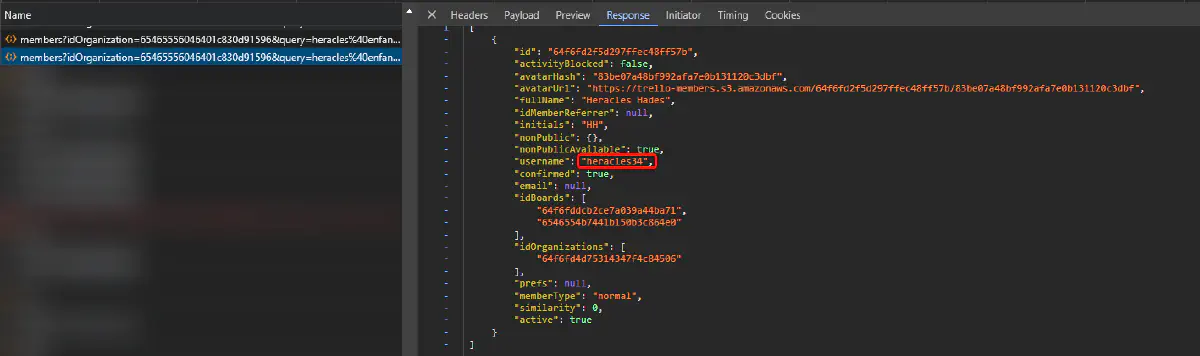 Name
Headers Payload Preview Response Initiator Timing Cookies
members?idOrganization=65465556046401c830d91596&query=heracles%40enfan...
members?idOrganization=65465556046401c830d91596&query=heracles%40enfan...
[
{
"id": "64f6fd2f5d297ffec48ff57b",
"activityBlocked": false,
"avatarHash": "83be07a48bf992afa7e0b131120c3dbf",
"avatarUrl": "https://trello-members.s3.amazonaws.com/64f6fd2f5d297ffec48ff57b/83be07a48bf992afa7e0b131120c3dbf",
"fullName": "Heracles Hades",
"idMemberReferrer": null,
"initials": "HH",
"nonPublic": {},
"nonPublicAvailable": true,
"username": "heracles34",
"confirmed": true,
"email": null,
"idBoards": [
"64f6fddcb2ce7a039a44ba71",
"6546554b7441b150b3c864e0"
],
"idOrganizations": [
"64f6fd4d75314347f4c84506"
],
"prefs": null,
"memberType": "normal",
"similarity": 0,
"active": true
}
]